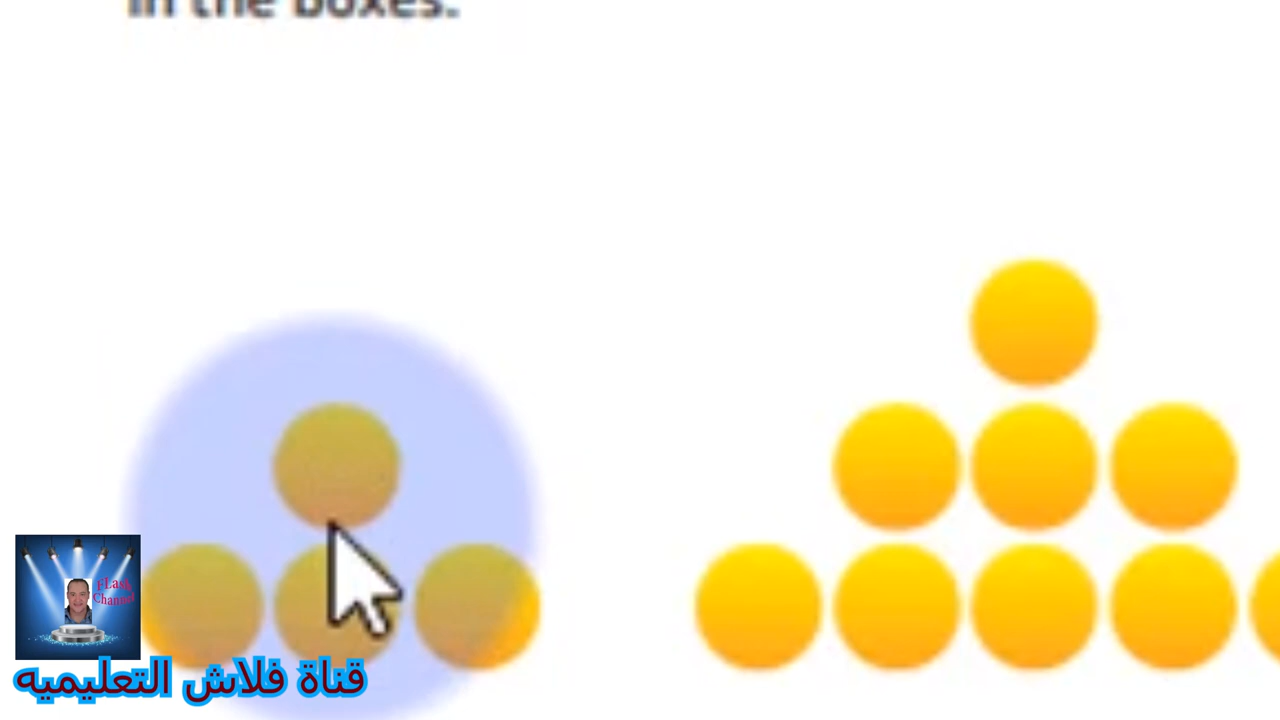 in the boxes.
FLash
Channel
قناة فلاش التعليميه